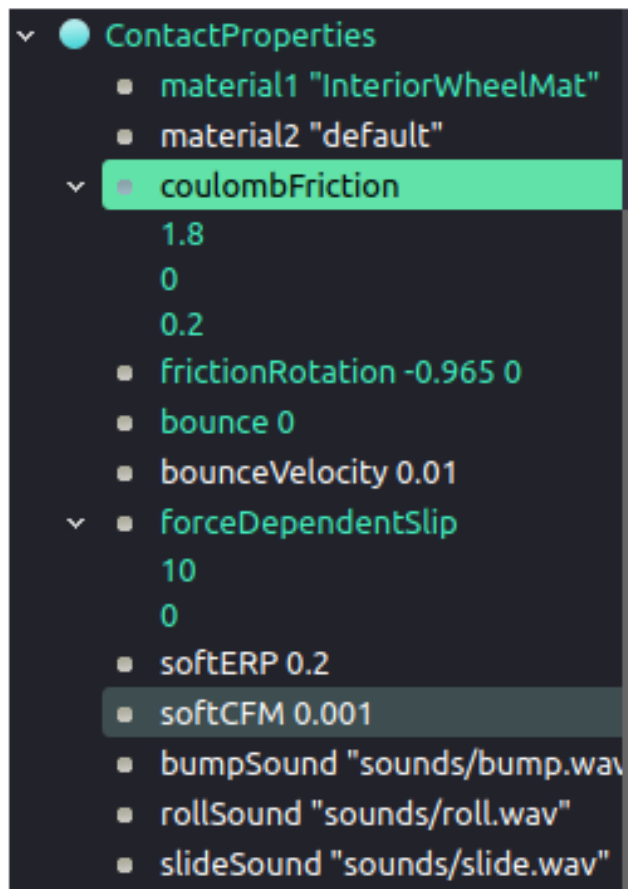 ContactProperties
material1 "InteriorWheelMat"
material2 "default"
coulombFriction
1.8
0
0.2
frictionRotation -0.965 0
bounce 0
bounceVelocity 0.01
forceDependentSlip
10
0
softERP 0.2
softCFM 0.001
bumpSound "sounds/bump.wav
rollSound "sounds/roll.wav"
slideSound "sounds/slide.wav"